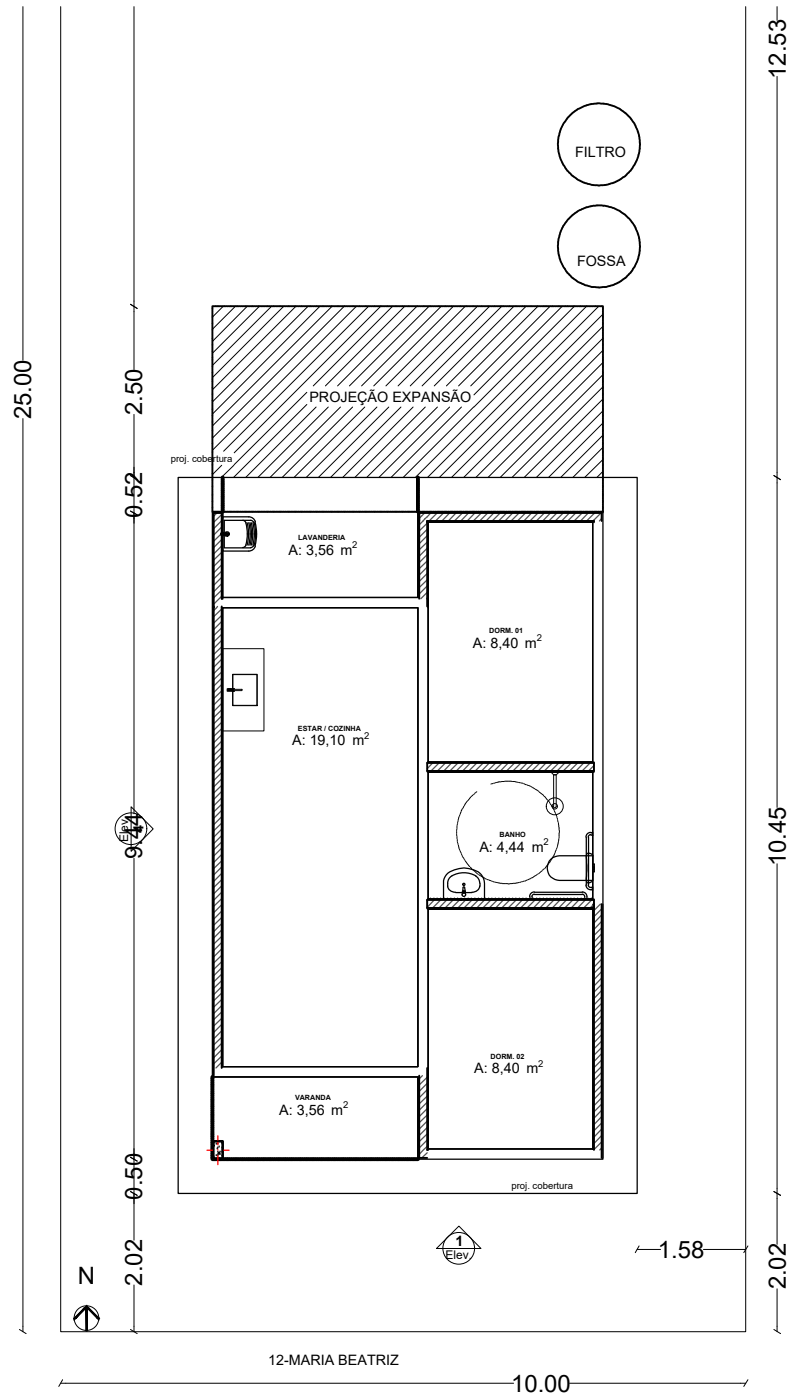 12.53
FILTRO
FOSSA
25.00
2.50
PROJEÇÃO EXPANSÃO
proj. cobertura
0.52
LAVANDERIA
A: 3,56 m²
DORM. 01
A: 8,40 m²
ESTAR / COZINHA
A: 19,10 m²
Elev.
9.44
BANHO
A: 4,44 m²
10.45
DORM. 02
A: 8,40 m²
VARANDA
A: 3,56 m²
0.50
proj. cobertura
1
Elev.
1.58
2.02
2.02
N
12-MARIA BEATRIZ
10.00